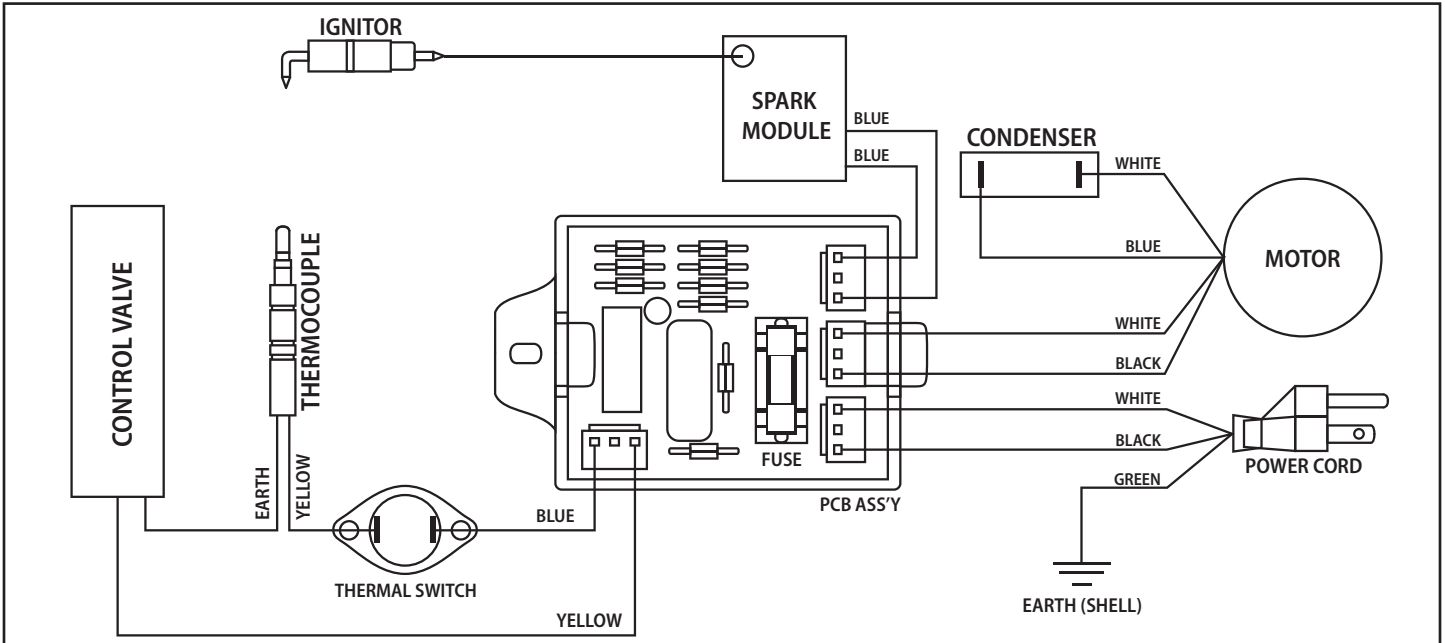 IGNITOR
SPARK
MODULE
BLUE
BLUE
CONDENSER
WHITE
BLUE
MOTOR
WHITE
BLACK
WHITE
BLACK
GREEN
POWER CORD
EARTH (SHELL)
CONTROL VALVE
THERMOCOUPLE
EARTH
YELLOW
THERMAL SWITCH
BLUE
YELLOW
FUSE
PCB ASS’Y